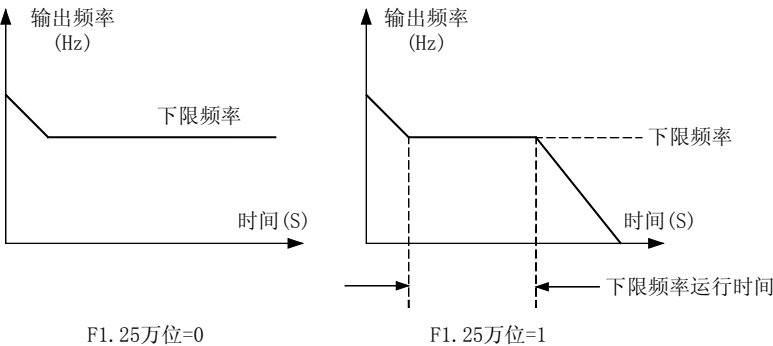 输出频率
(Hz)
下限频率
时间(S)
F1.25万位=0
输出频率
(Hz)
下限频率
时间(S)
下限频率运行时间
F1.25万位=1